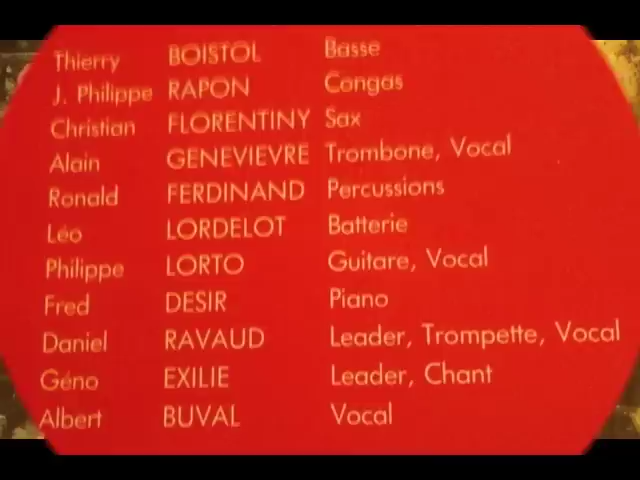 Thierry BOISTOL Basse
J. Philippe RAPON Congas
Christian FLORENTINY Sax
Alain GENEVIEVRE Trombone, Vocal
Ronald FERDINAND Percussions
Léo LORDELOT Batterie
Philippe LORTO Guitare, Vocal
Fred DESIR Piano
Daniel RAVAUD Leader, Trompette, Vocal
Géno EXILIE Leader, Chant
Albert BUVAL Vocal